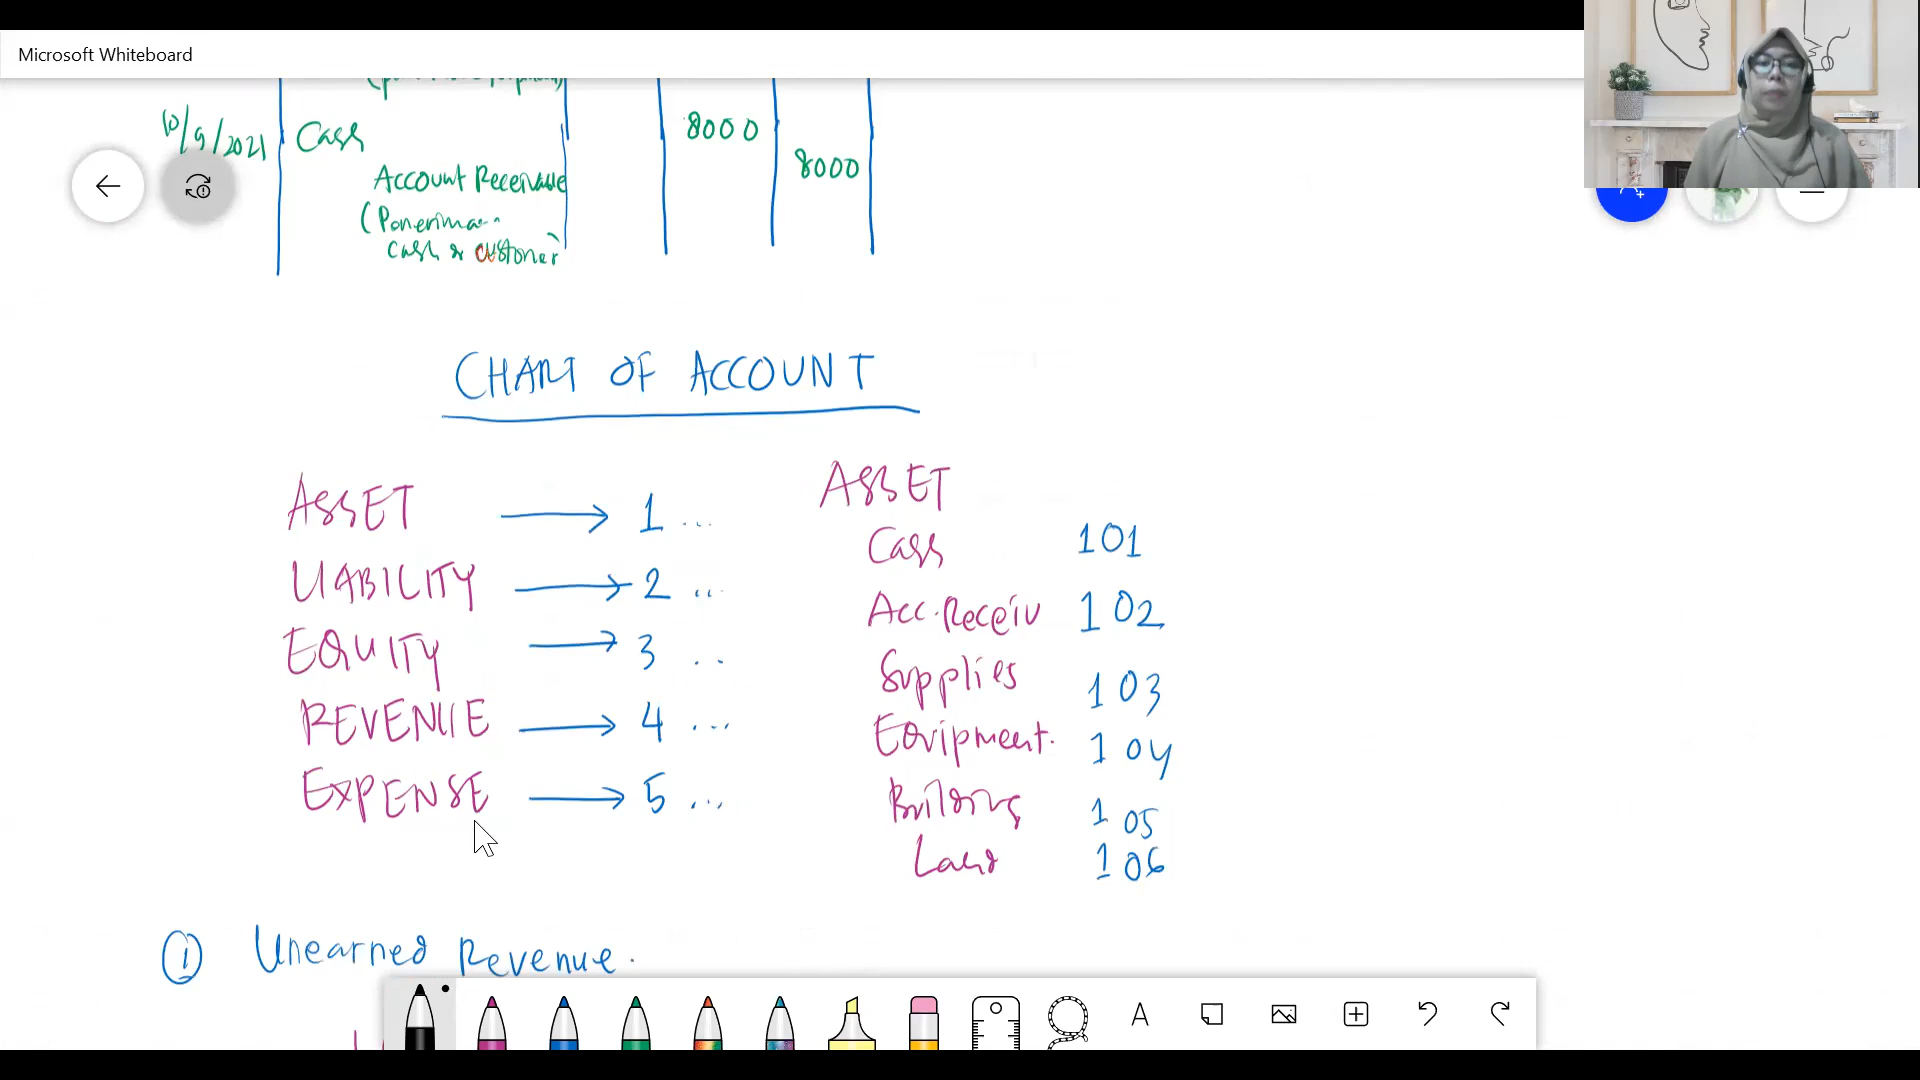 Microsoft Whiteboard
10/9/2021 Cash 8000
Account Receivable 8000
(Penerima--
cash & customer
CHART OF ACCOUNT
ASSET → 1 ...
LIABILITY → 2 ...
EQUITY → 3 ..
REVENUE → 4 ...
EXPENSE → 5 ...
ASSET
Cash 101
Acc. Receiv 102
Supplies 103
Equipment. 104
Building 105
Land 106
① Unearned Revenue.
A